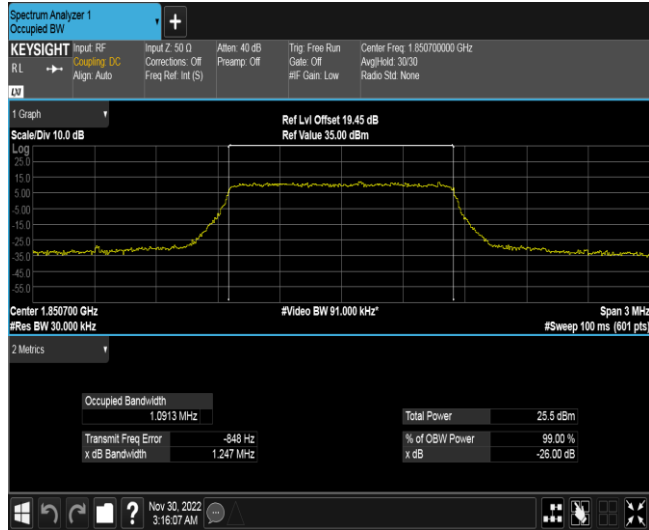 Spectrum Analyzer 1
Occupied BW
+
KEYSIGHT
RL
LXI
Input: RF
Coupling: DC
Align: Auto
Input Z: 50 Ω
Corrections: Off
Freq Ref: Int (S)
Atten: 40 dB
Preamp: Off
Trig: Free Run
Gate: Off
#IF Gain: Low
Center Freq: 1.850700000 GHz
Avg|Hold: 30/30
Radio Std: None
1 Graph
Scale/Div 10.0 dB
Ref Lvl Offset 19.45 dB
Ref Value 35.00 dBm
Log
25.0
15.0
5.00
-5.00
-15.0
-25.0
-35.0
-45.0
-55.0
Center 1.850700 GHz
#Video BW 91.000 kHz*
Span 3 MHz
#Res BW 30.000 kHz
#Sweep 100 ms (601 pts)
2 Metrics
Occupied Bandwidth
1.0913 MHz
Total Power 25.5 dBm
Transmit Freq Error -848 Hz
% of OBW Power 99.00 %
x dB Bandwidth 1.247 MHz
x dB -26.00 dB
?
Nov 30, 2022
3:16:07 AM